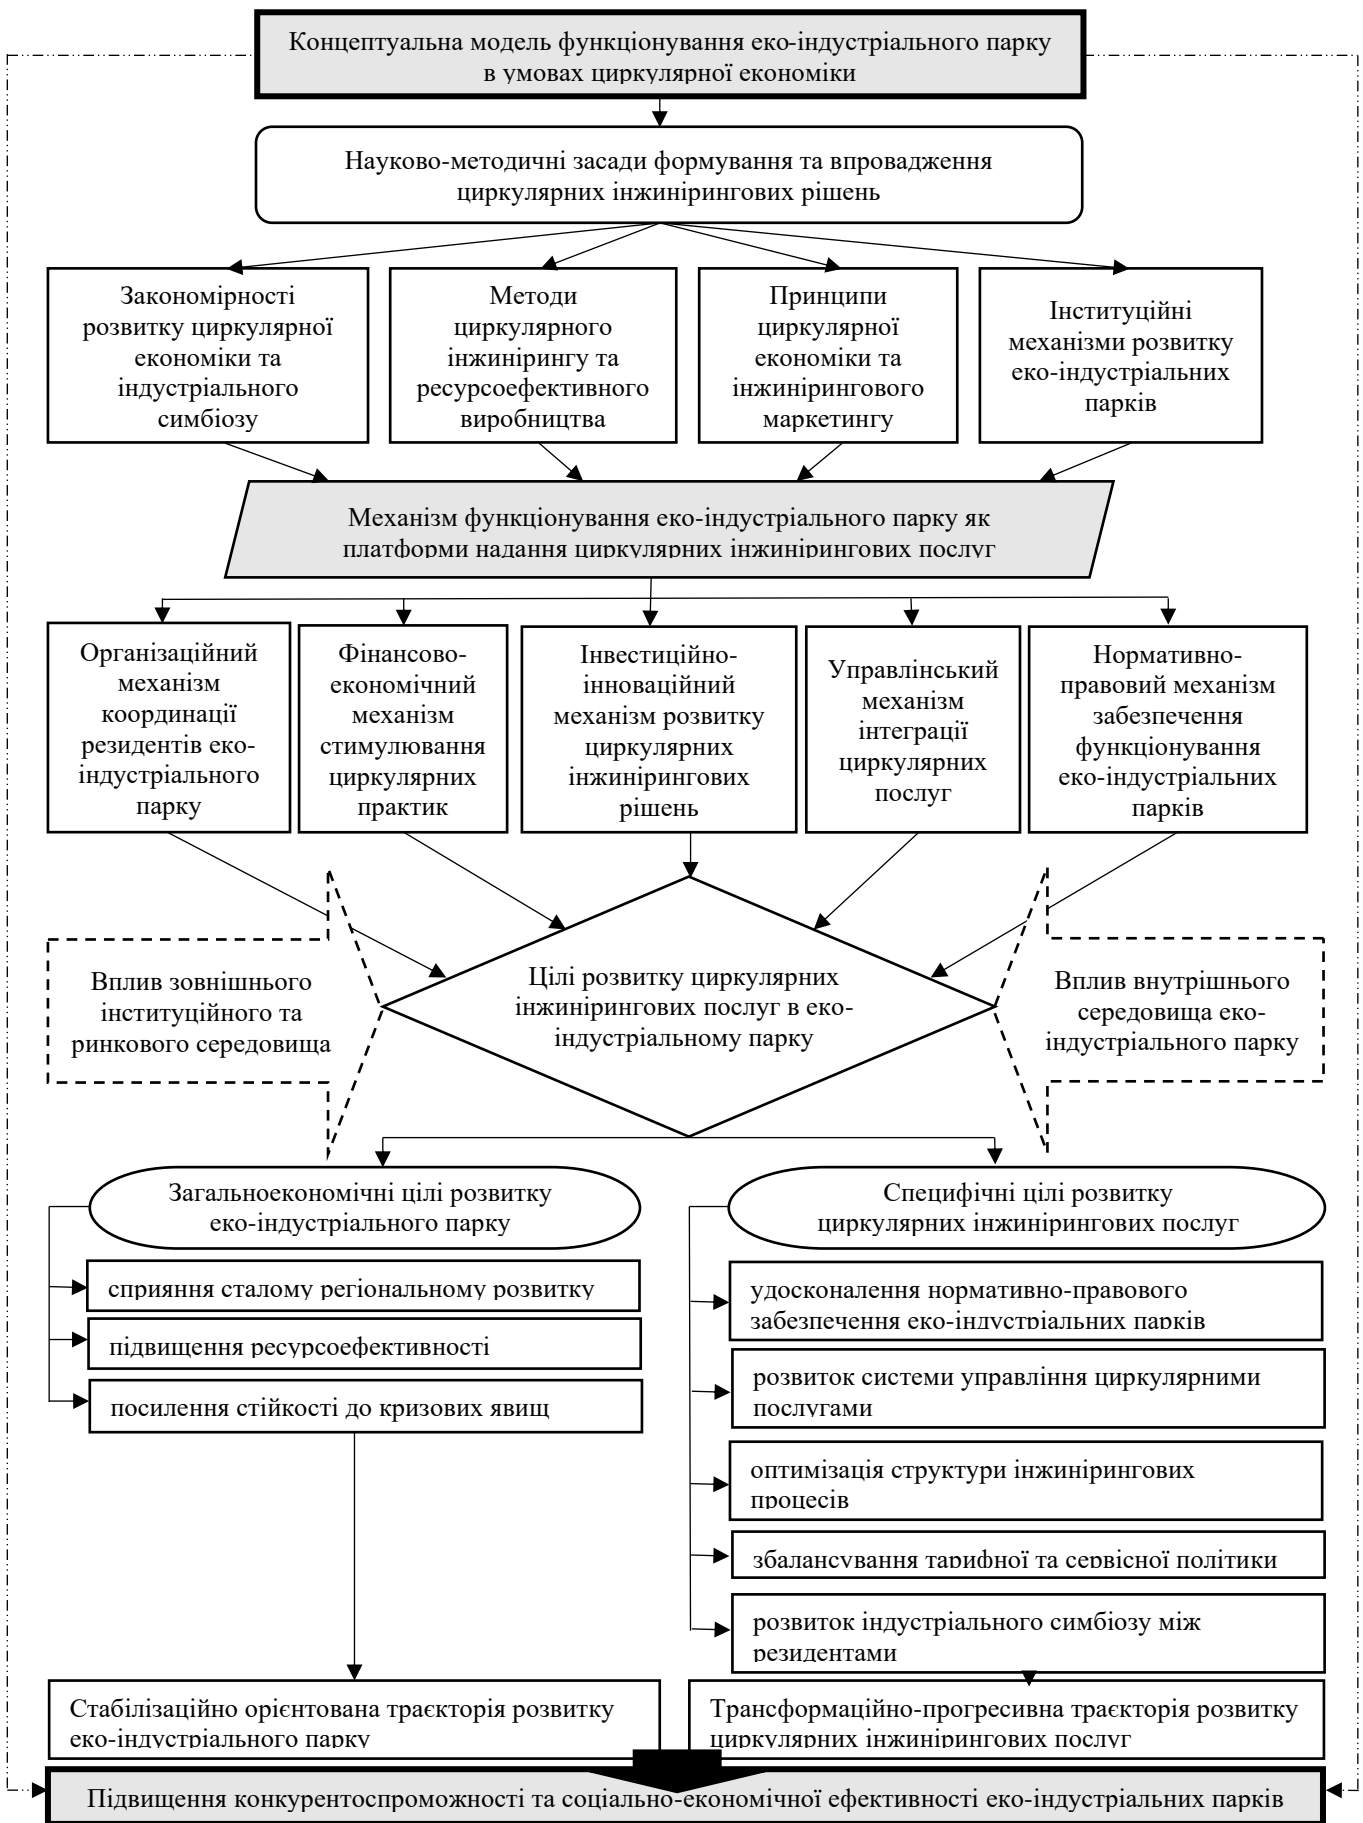 Концептуальна модель функціонування еко-індустріального парку
в умовах циркулярної економіки
Науково-методичні засади формування та впровадження
циркулярних інжинірингових рішень
Закономірності
розвитку циркулярної
економіки та
індустріального
симбіозу
Методи
циркулярного
інжинірингу та
ресурсоефективного
виробництва
Принципи
циркулярної
економіки та
інжинірингового
маркетингу
Інституційні
механізми розвитку
еко-індустріальних
парків
Механізм функціонування еко-індустріального парку як
платформи надання циркулярних інжинірингових послуг
Організаційний
механізм
координації
резидентів еко-
індустріального
парку
Фінансово-
економічний
механізм
стимулювання
циркулярних
практик
Інвестиційно-
інноваційний
механізм розвитку
циркулярних
інжинірингових
рішень
Управлінський
механізм
інтеграції
циркулярних
послуг
Нормативно-
правовий механізм
забезпечення
функціонування
еко-індустріальних
парків
Вплив зовнішнього
інституційного та
ринкового середовища
Цілі розвитку циркулярних
інжинірингових послуг в еко-
індустріальному парку
Вплив внутрішнього
середовища еко-
індустріального парку
Загальноекономічні цілі розвитку
еко-індустріального парку
сприяння сталому регіональному розвитку
підвищення ресурсоефективності
посилення стійкості до кризових явищ
Специфічні цілі розвитку
циркулярних інжинірингових послуг
удосконалення нормативно-правового
забезпечення еко-індустріальних парків
розвиток системи управління циркулярними
послугами
оптимізація структури інжинірингових
процесів
збалансування тарифної та сервісної політики
розвиток індустріального симбіозу між
резидентами
Стабілізаційно орієнтована траєкторія розвитку
еко-індустріального парку
Трансформаційно-прогресивна траєкторія розвитку
циркулярних інжинірингових послуг
Підвищення конкурентоспроможності та соціально-економічної ефективності еко-індустріальних парків